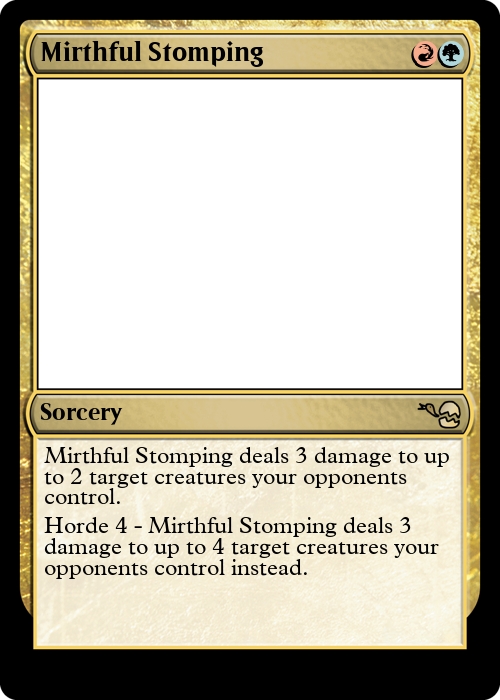 Mirthful Stomping
Sorcery
Mirthful Stomping deals 3 damage to up
to 2 target creatures your opponents
control.
Horde 4 - Mirthful Stomping deals 3
damage to up to 4 target creatures your
opponents control instead.